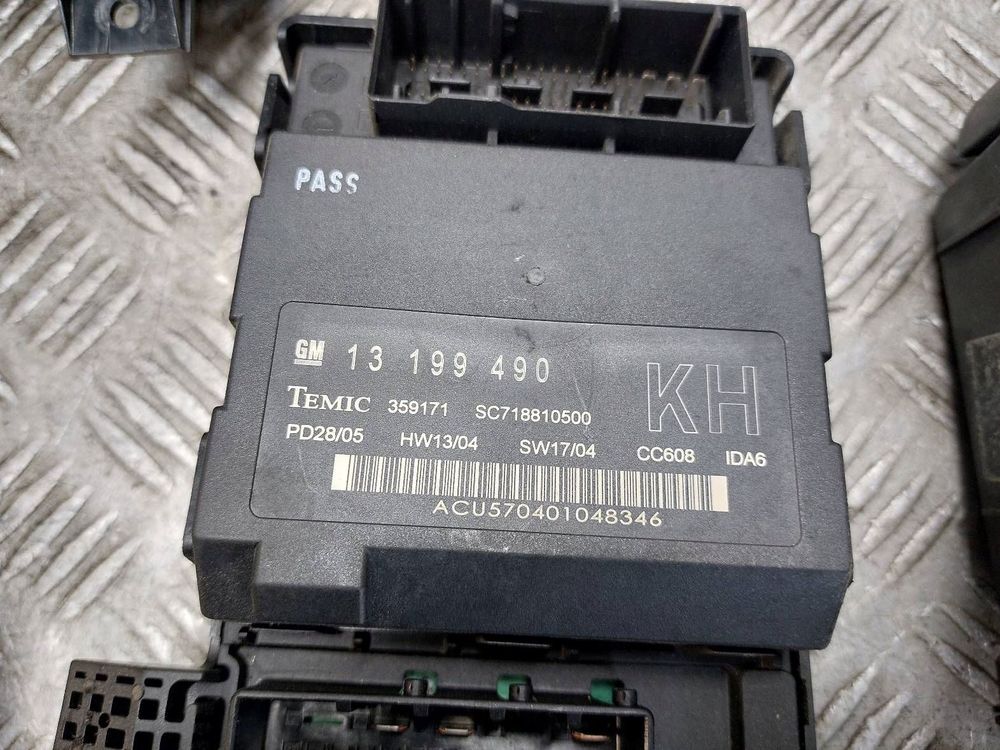 PASS
GM 13 199 490
KH
TEMIC 359171 SC718810500
PD28/05 HW13/04 SW17/04 CC608 IDA6
ACU570401048346